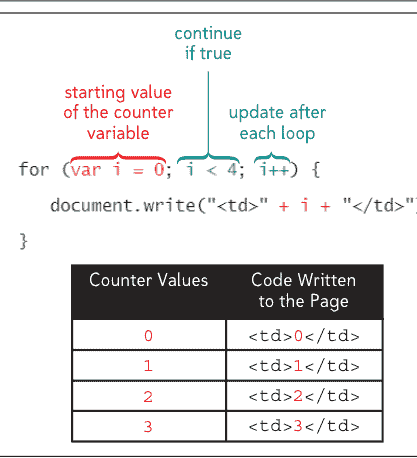 continue
if true
starting value
of the counter
variable
update after
each loop
for (var i = 0; i < 4; i++) {
document.write("<td>" + i + "</td>")
}
Counter Values Code Written
to the Page
0 <td>0</td>
1 <td>1</td>
2 <td>2</td>
3 <td>3</td>